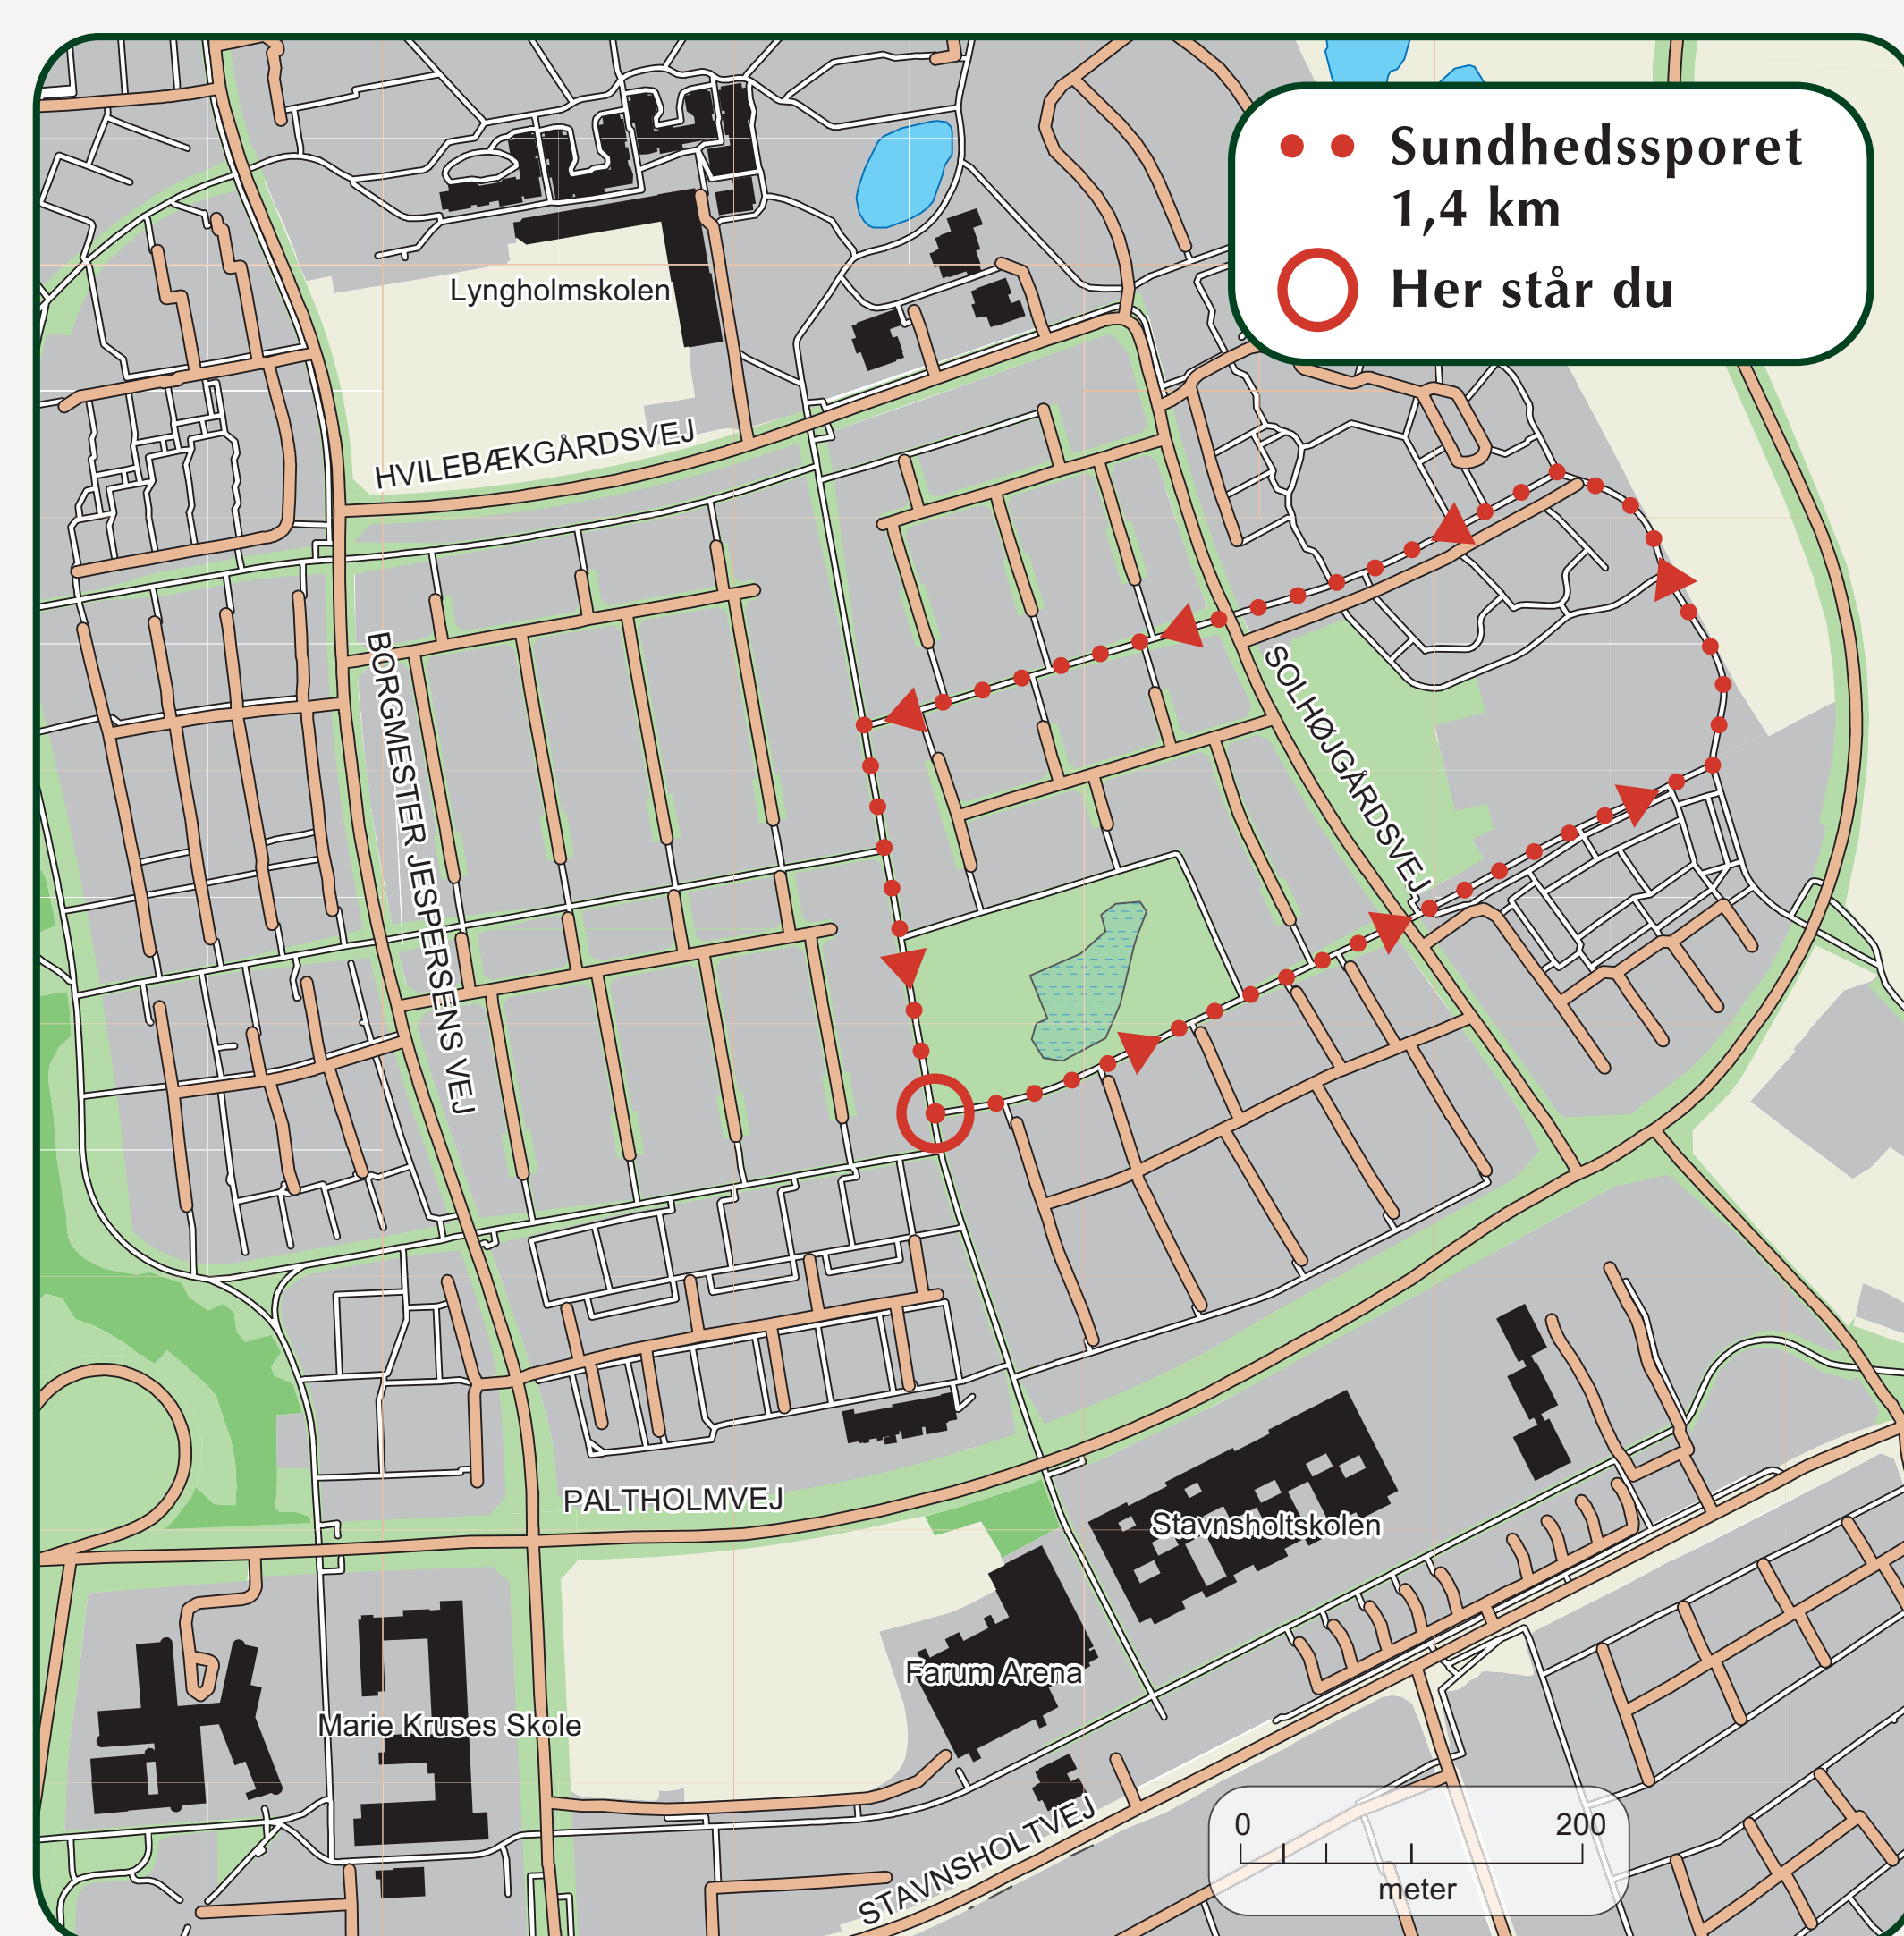 Sundhedssporet
1,4 km
Her står du
Lyngholmskolen
HVILEBÆKGÅRDSVEJ
BORGMESTER JESPERSENS VEJ
SOLHØJGÅRDSVEJ
PALTHOLMVEJ
Stavnsholtskolen
Farum Arena
Marie Kruses Skole
STAVNSHOLTVEJ
0 200
meter